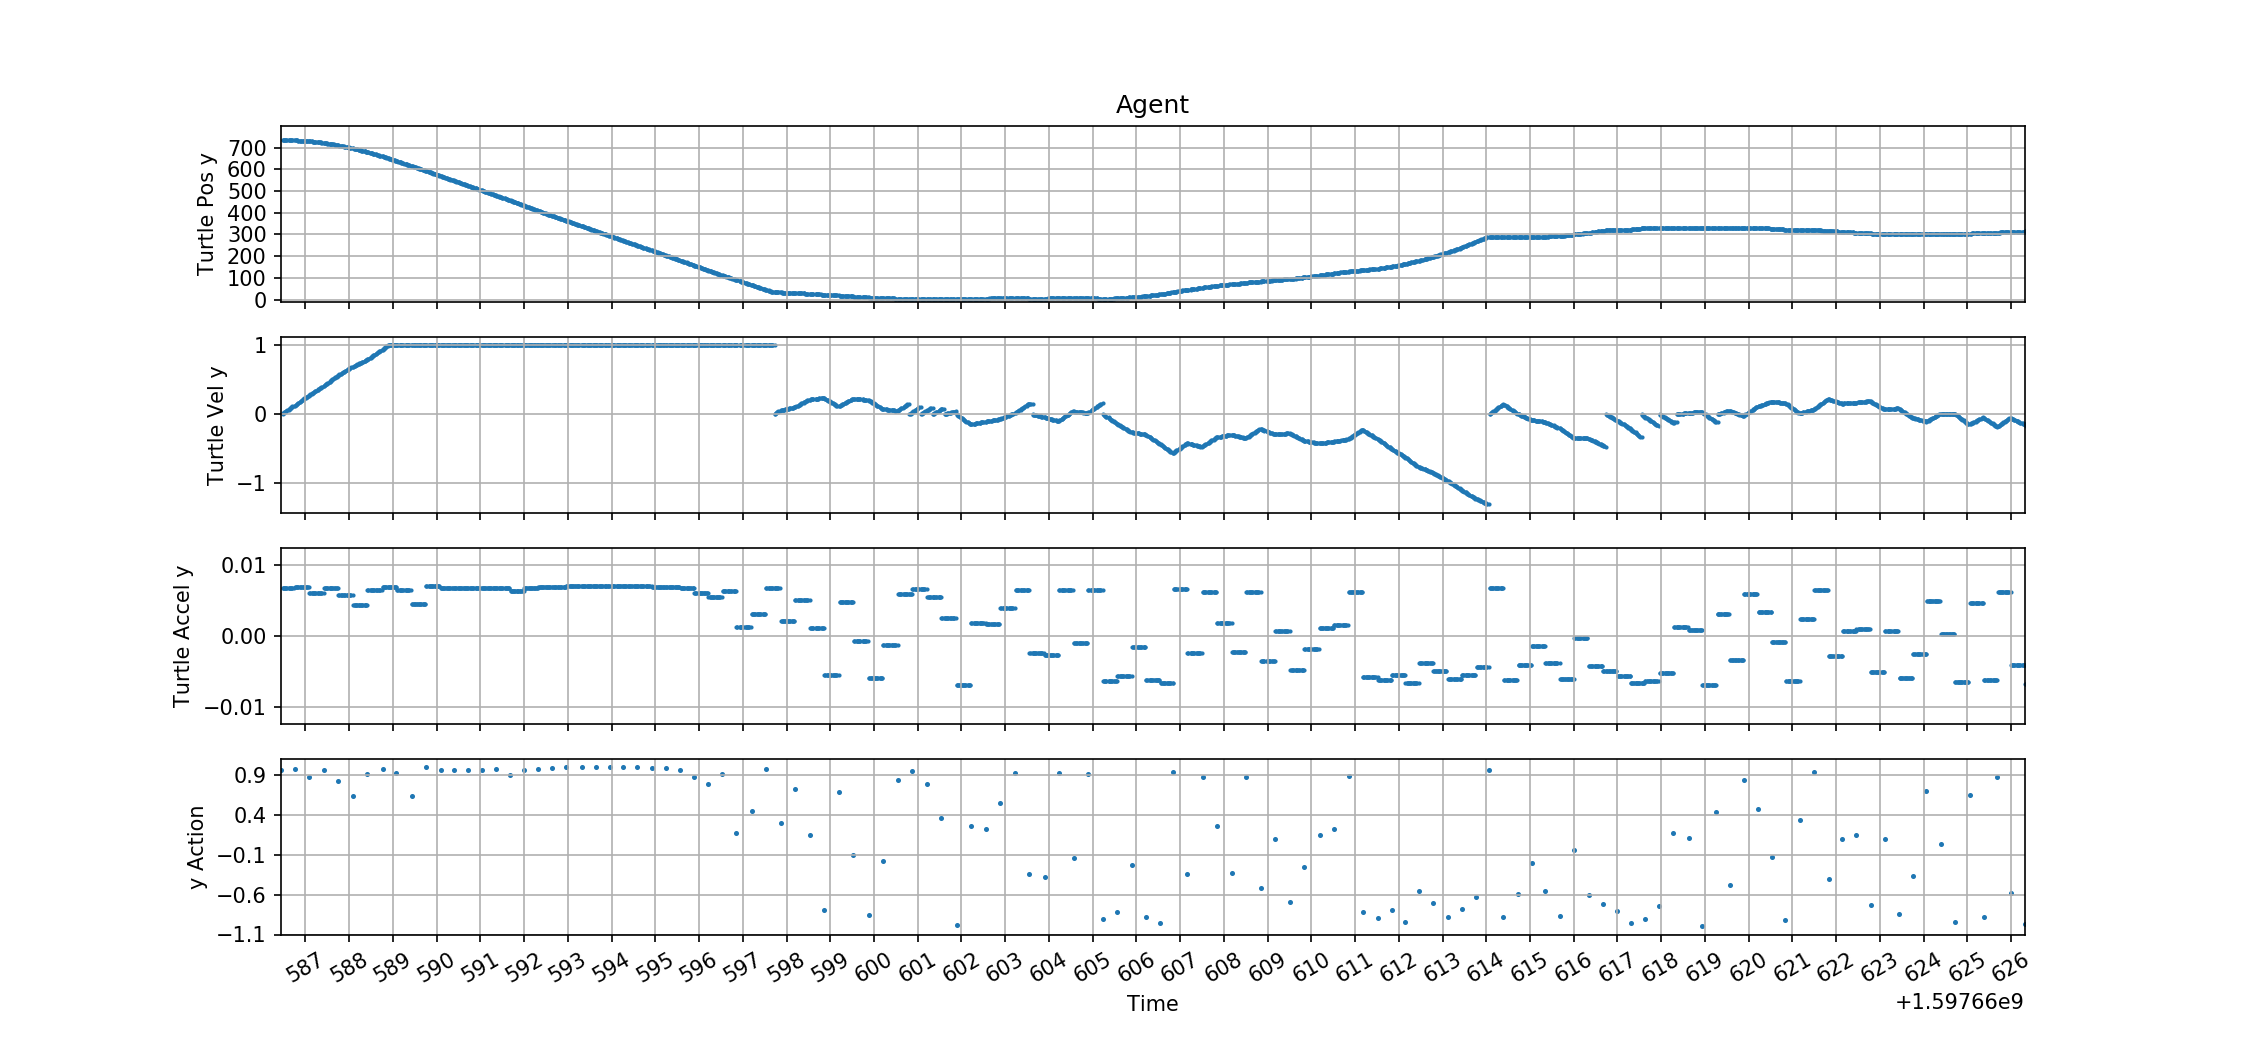 Agent
Turtle Pos y
700
600
500
400
300
200
100
0
Turtle Vel y
1
0
−1
Turtle Accel y
0.01
0.00
−0.01
y Action
0.9
0.4
−0.1
−0.6
−1.1
587 588 589 590 591 592 593 594 595 596 597 598 599 600 601 602 603 604 605 606 607 608 609 610 611 612 613 614 615 616 617 618 619 620 621 622 623 624 625 626
Time
+1.59766e9